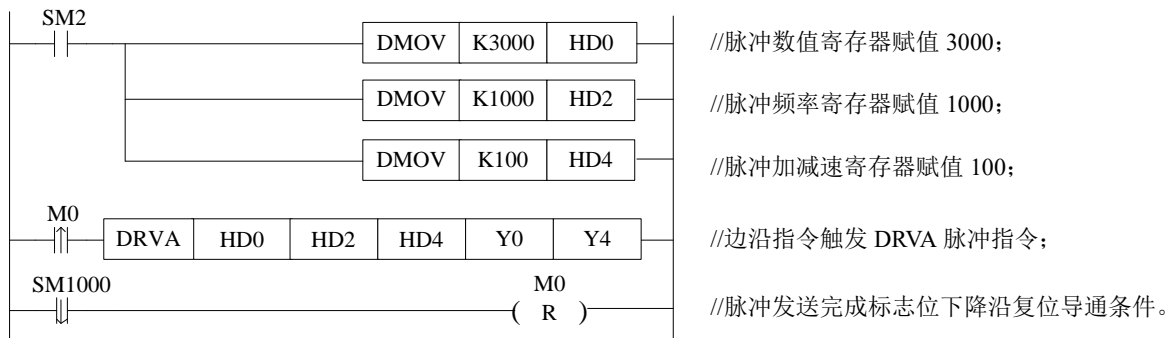 SM2
DMOV K3000 HD0 //脉冲数值寄存器赋值 3000；
DMOV K1000 HD2 //脉冲频率寄存器赋值 1000；
DMOV K100 HD4 //脉冲加减速寄存器赋值 100；
M0
DRVA HD0 HD2 HD4 Y0 Y4 //边沿指令触发 DRVA 脉冲指令；
SM1000 M0
( R ) //脉冲发送完成标志位下降沿复位导通条件。